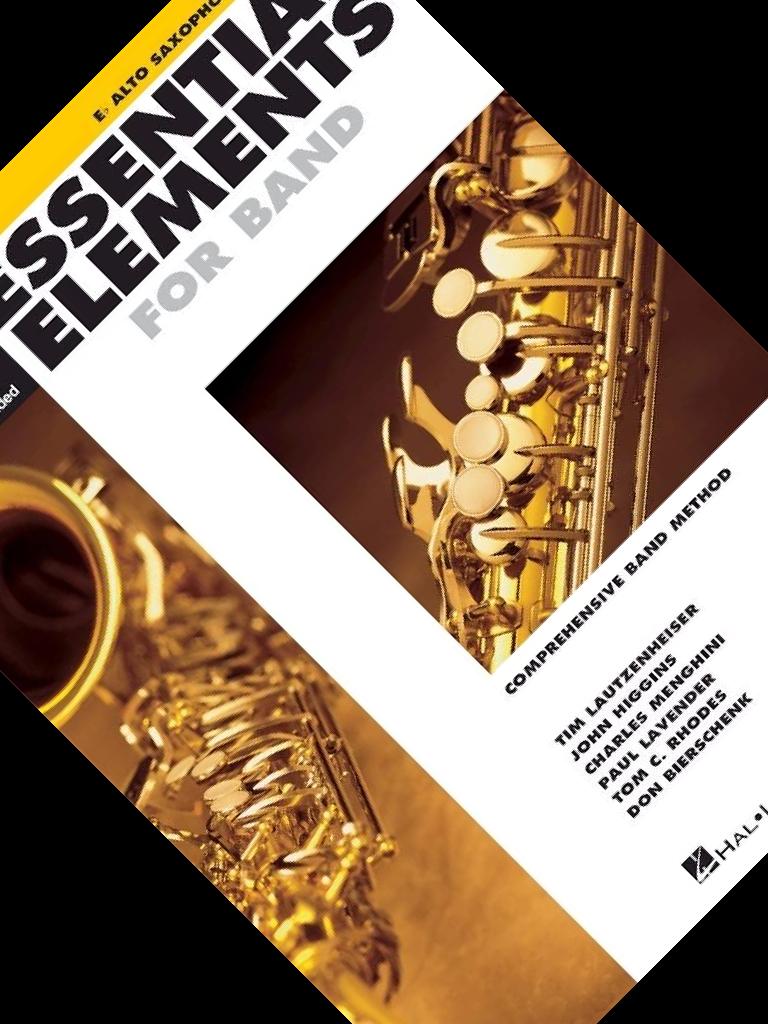 E♭ ALTO SAXOPHO
ESSENTIA
ELEMENTS
FOR BAND
COMPREHENSIVE BAND METHOD
TIM LAUTZENHEISER
JOHN HIGGINS
CHARLES MENGHINI
PAUL LAVENDER
TOM C. RHODES
DON BIERSCHENK
HAL•L